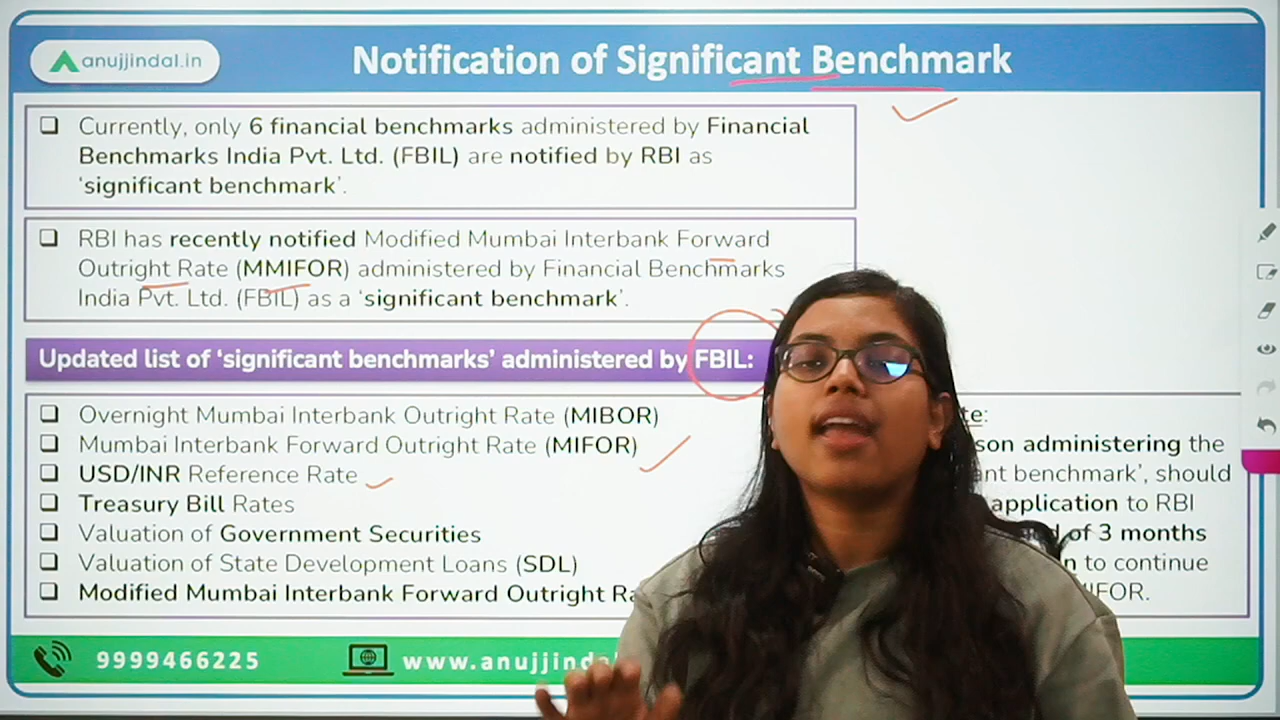 anujjindal.in
Notification of Significant Benchmark
Currently, only 6 financial benchmarks administered by Financial
Benchmarks India Pvt. Ltd. (FBIL) are notified by RBI as
‘significant benchmark’.
RBI has recently notified Modified Mumbai Interbank Forward
Outright Rate (MMIFOR) administered by Financial Benchmarks
India Pvt. Ltd. (FBIL) as a ‘significant benchmark’.
Updated list of ‘significant benchmarks’ administered by FBIL:
Overnight Mumbai Interbank Outright Rate (MIBOR)
Mumbai Interbank Forward Outright Rate (MIFOR)
USD/INR Reference Rate
Treasury Bill Rates
Valuation of Government Securities
Valuation of State Development Loans (SDL)
Modified Mumbai Interbank Forward Outright
administering the
benchmark’, should
application to RBI
of 3 months
to continue
9999466225